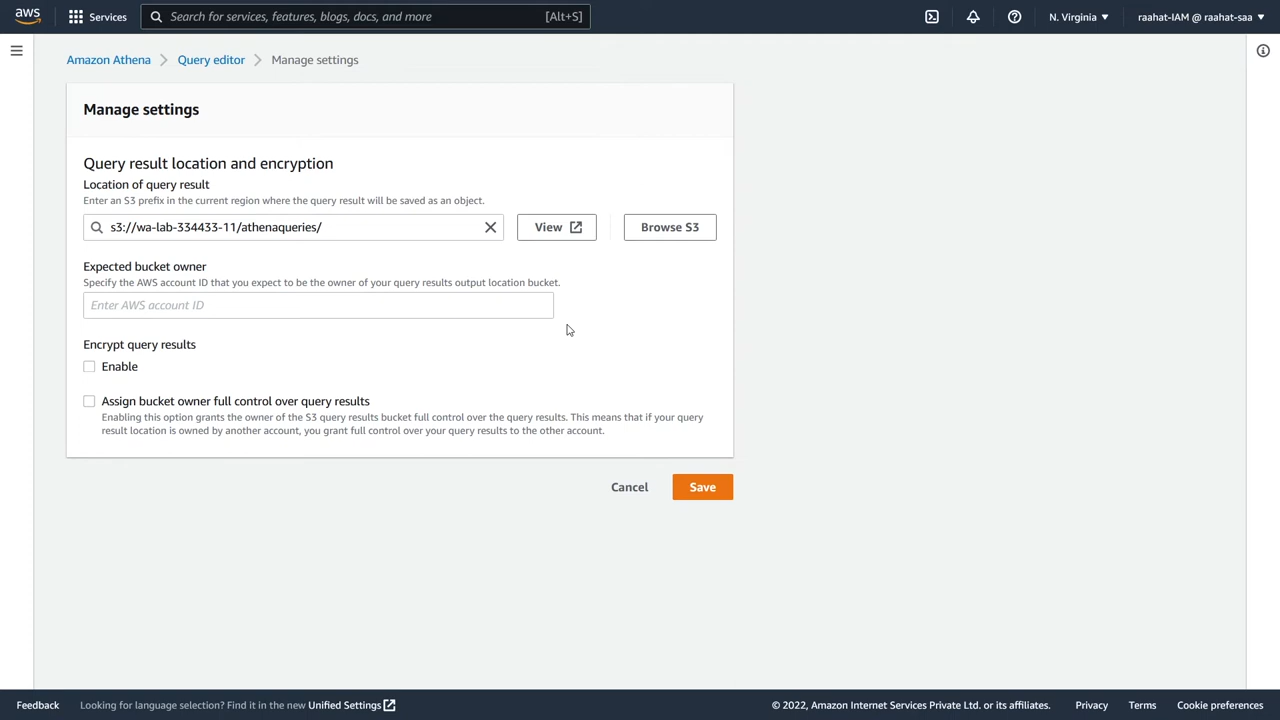 aws
Services
Search for services, features, blogs, docs, and more
[Alt+S]
N. Virginia
raahat-IAM @ raahat-saa
Amazon Athena
Query editor
Manage settings
Manage settings
Query result location and encryption
Location of query result
Enter an S3 prefix in the current region where the query result will be saved as an object.
s3://wa-lab-334433-11/athenaqueries/
View
Browse S3
Expected bucket owner
Specify the AWS account ID that you expect to be the owner of your query results output location bucket.
Enter AWS account ID
Encrypt query results
Enable
Assign bucket owner full control over query results
Enabling this option grants the owner of the S3 query results bucket full control over the query results. This means that if your query
result location is owned by another account, you grant full control over your query results to the other account.
Cancel
Save
Feedback
Looking for language selection? Find it in the new Unified Settings
© 2022, Amazon Internet Services Private Ltd. or its affiliates.
Privacy
Terms
Cookie preferences